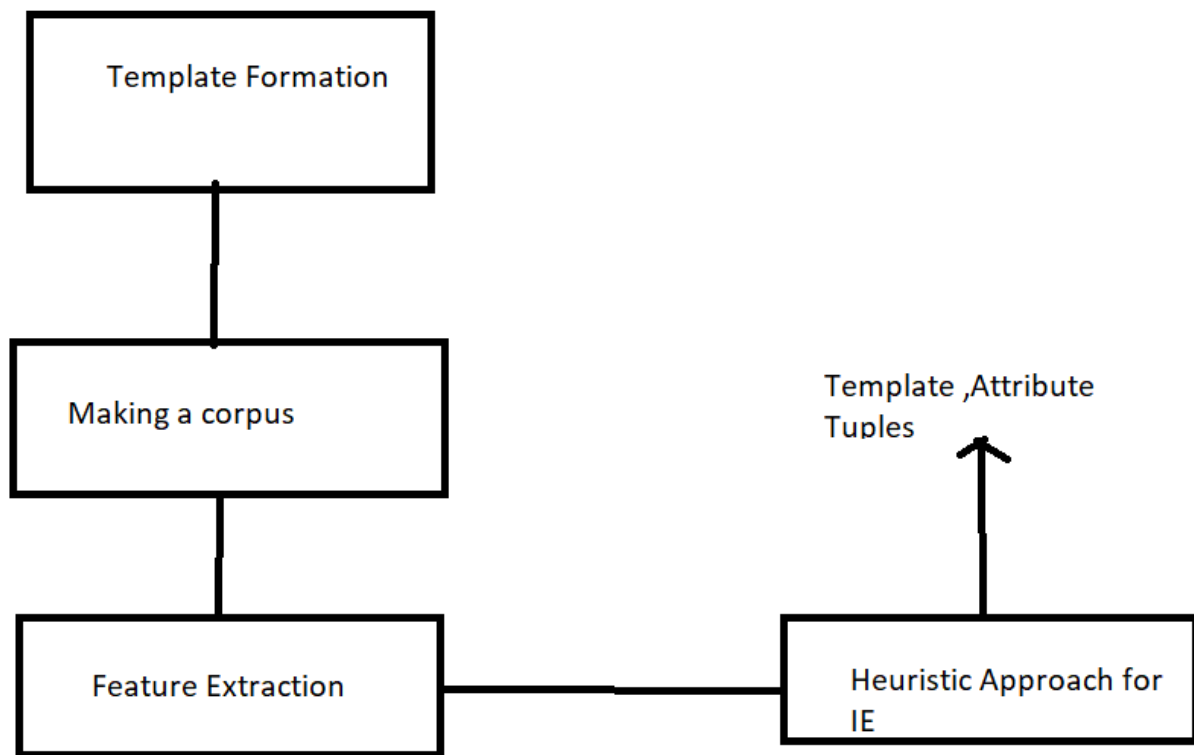 Template Formation
Making a corpus
Template ,Attribute
Tuples
Feature Extraction
Heuristic Approach for
IE